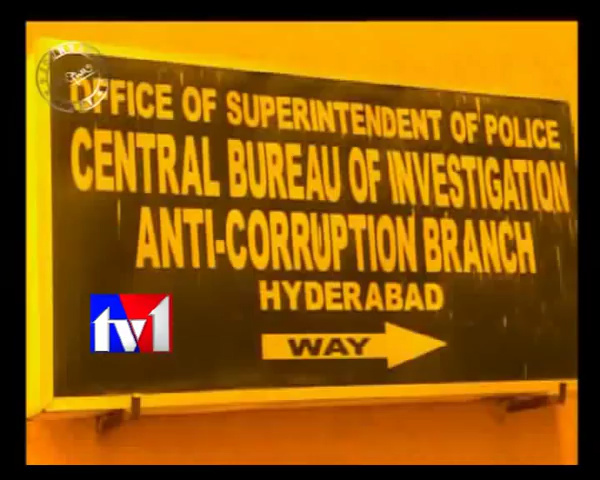 OFFICE OF SUPERINTENDENT OF POLICE
CENTRAL BUREAU OF INVESTIGATION
ANTI-CORRUPTION BRANCH
HYDERABAD
tv1
WAY